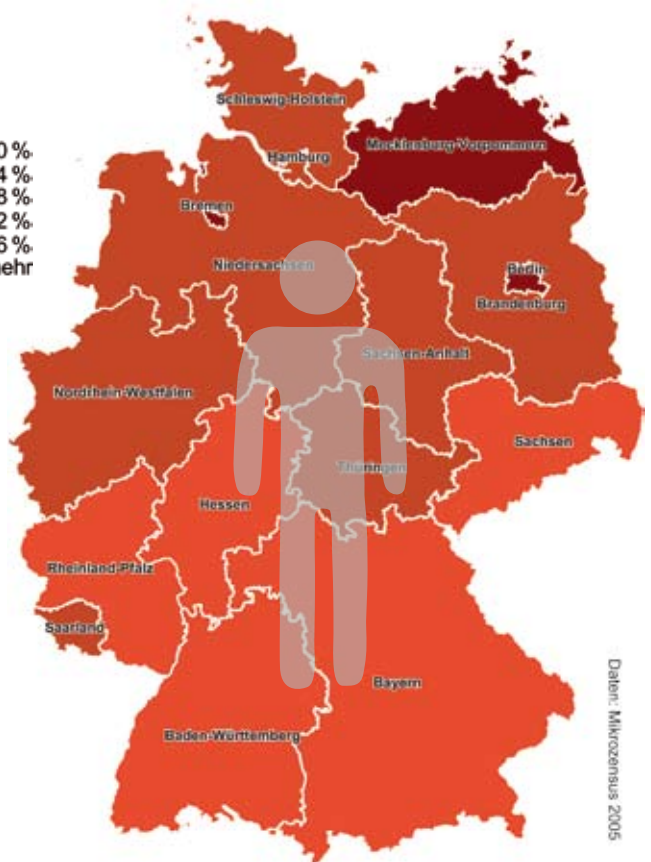 Schleswig-Holstein
Mecklenburg-Vorpommern
Hamburg
0 %
4 %
8 %
2 %
6 %
mehr
Bremen
Niedersachsen
Berlin
Brandenburg
Sachsen-Anhalt
Nordrhein-Westfalen
Sachsen
Thüringen
Hessen
Rheinland-Pfalz
Saarland
Bayern
Baden-Württemberg
Daten: Mikrozensus 2005